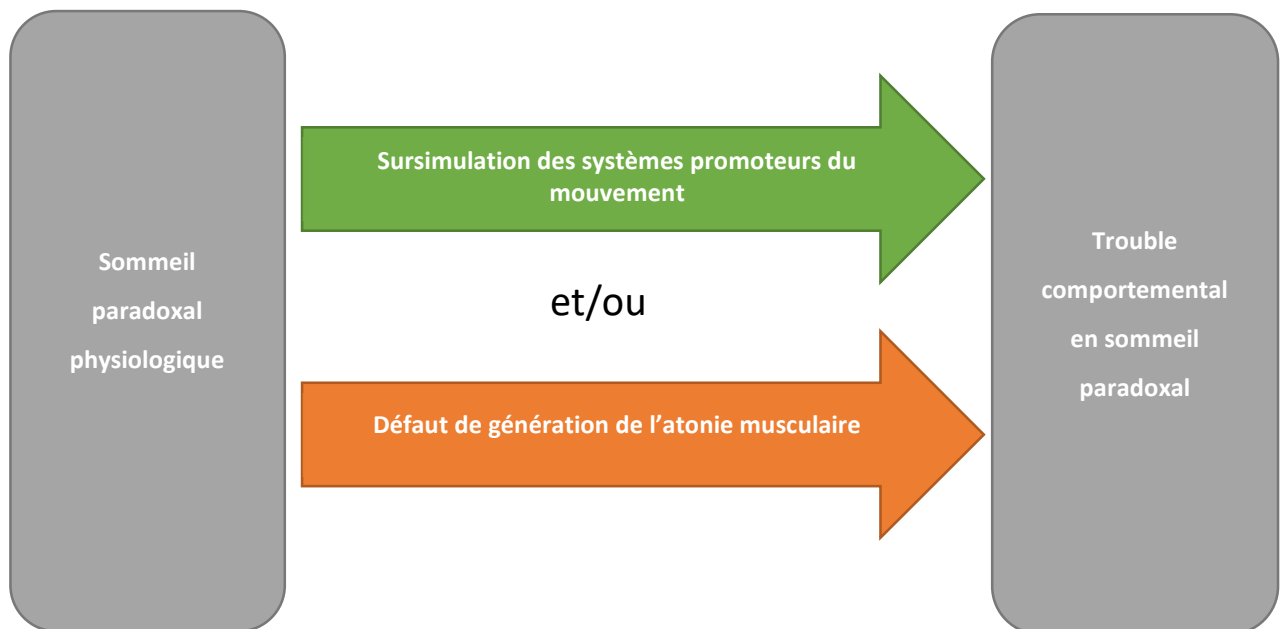 Sommeil
paradoxal
physiologique
Sursimulation des systèmes promoteurs du
mouvement
et/ou
Défaut de génération de l'atonie musculaire
Trouble
comportemental
en sommeil
paradoxal